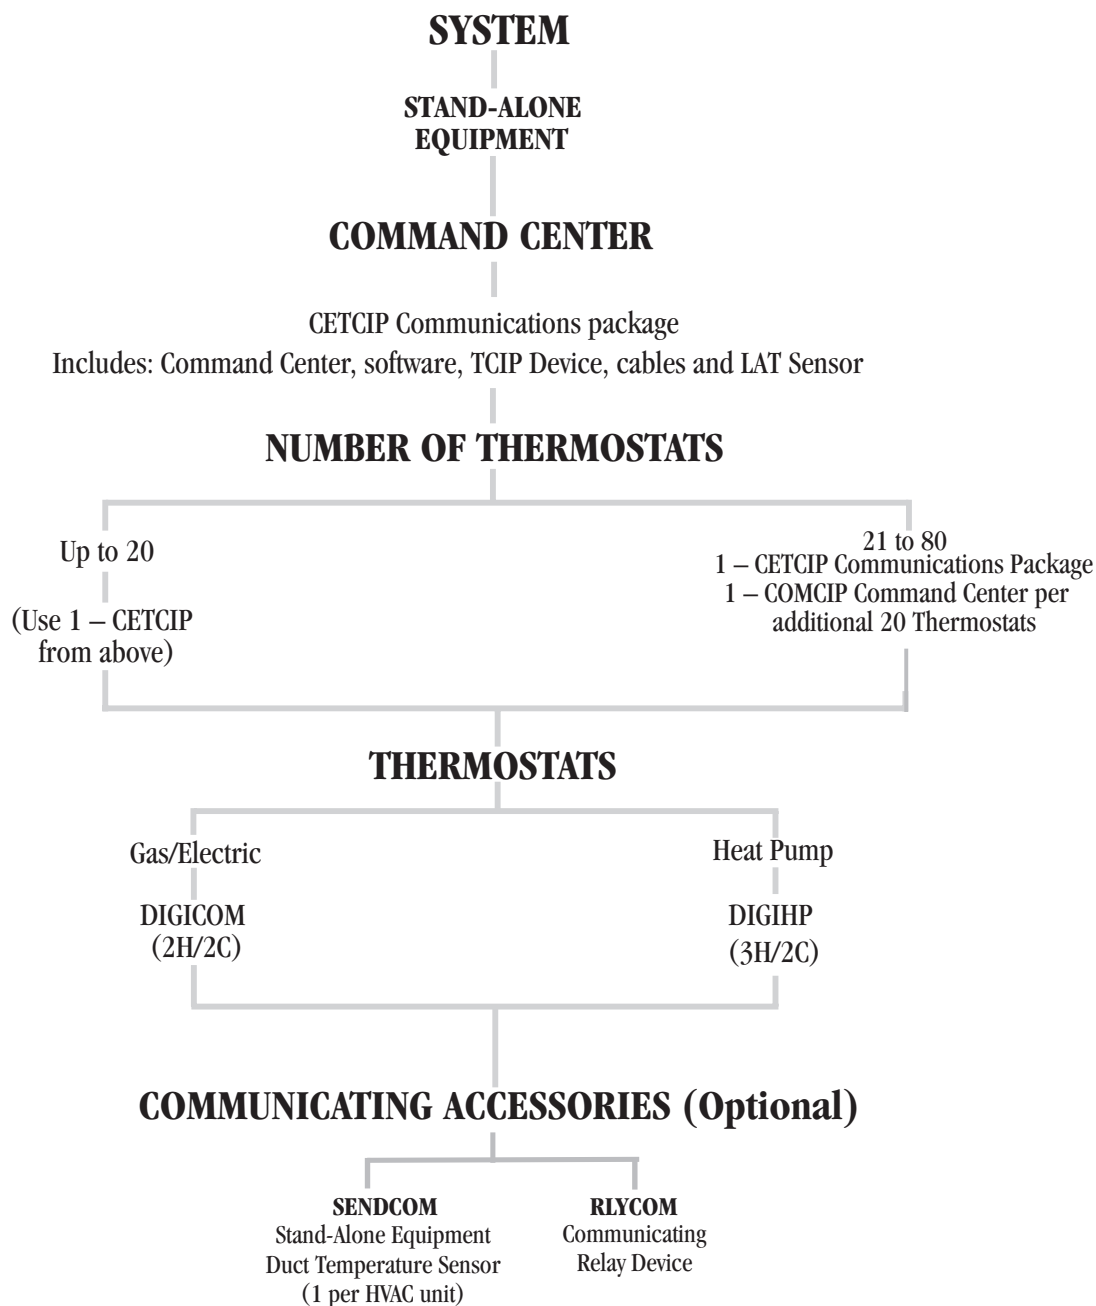 SYSTEM
STAND-ALONE
EQUIPMENT
COMMAND CENTER
CETCIP Communications package
Includes: Command Center, software, TCIP Device, cables and LAT Sensor
NUMBER OF THERMOSTATS
Up to 20
(Use 1 – CETCIP
from above)
21 to 80
1 – CETCIP Communications Package
1 – COMCIP Command Center per
additional 20 Thermostats
THERMOSTATS
Gas/Electric
DIGICOM
(2H/2C)
Heat Pump
DIGIHP
(3H/2C)
COMMUNICATING ACCESSORIES (Optional)
SENDCOM
Stand-Alone Equipment
Duct Temperature Sensor
(1 per HVAC unit)
RLYCOM
Communicating
Relay Device